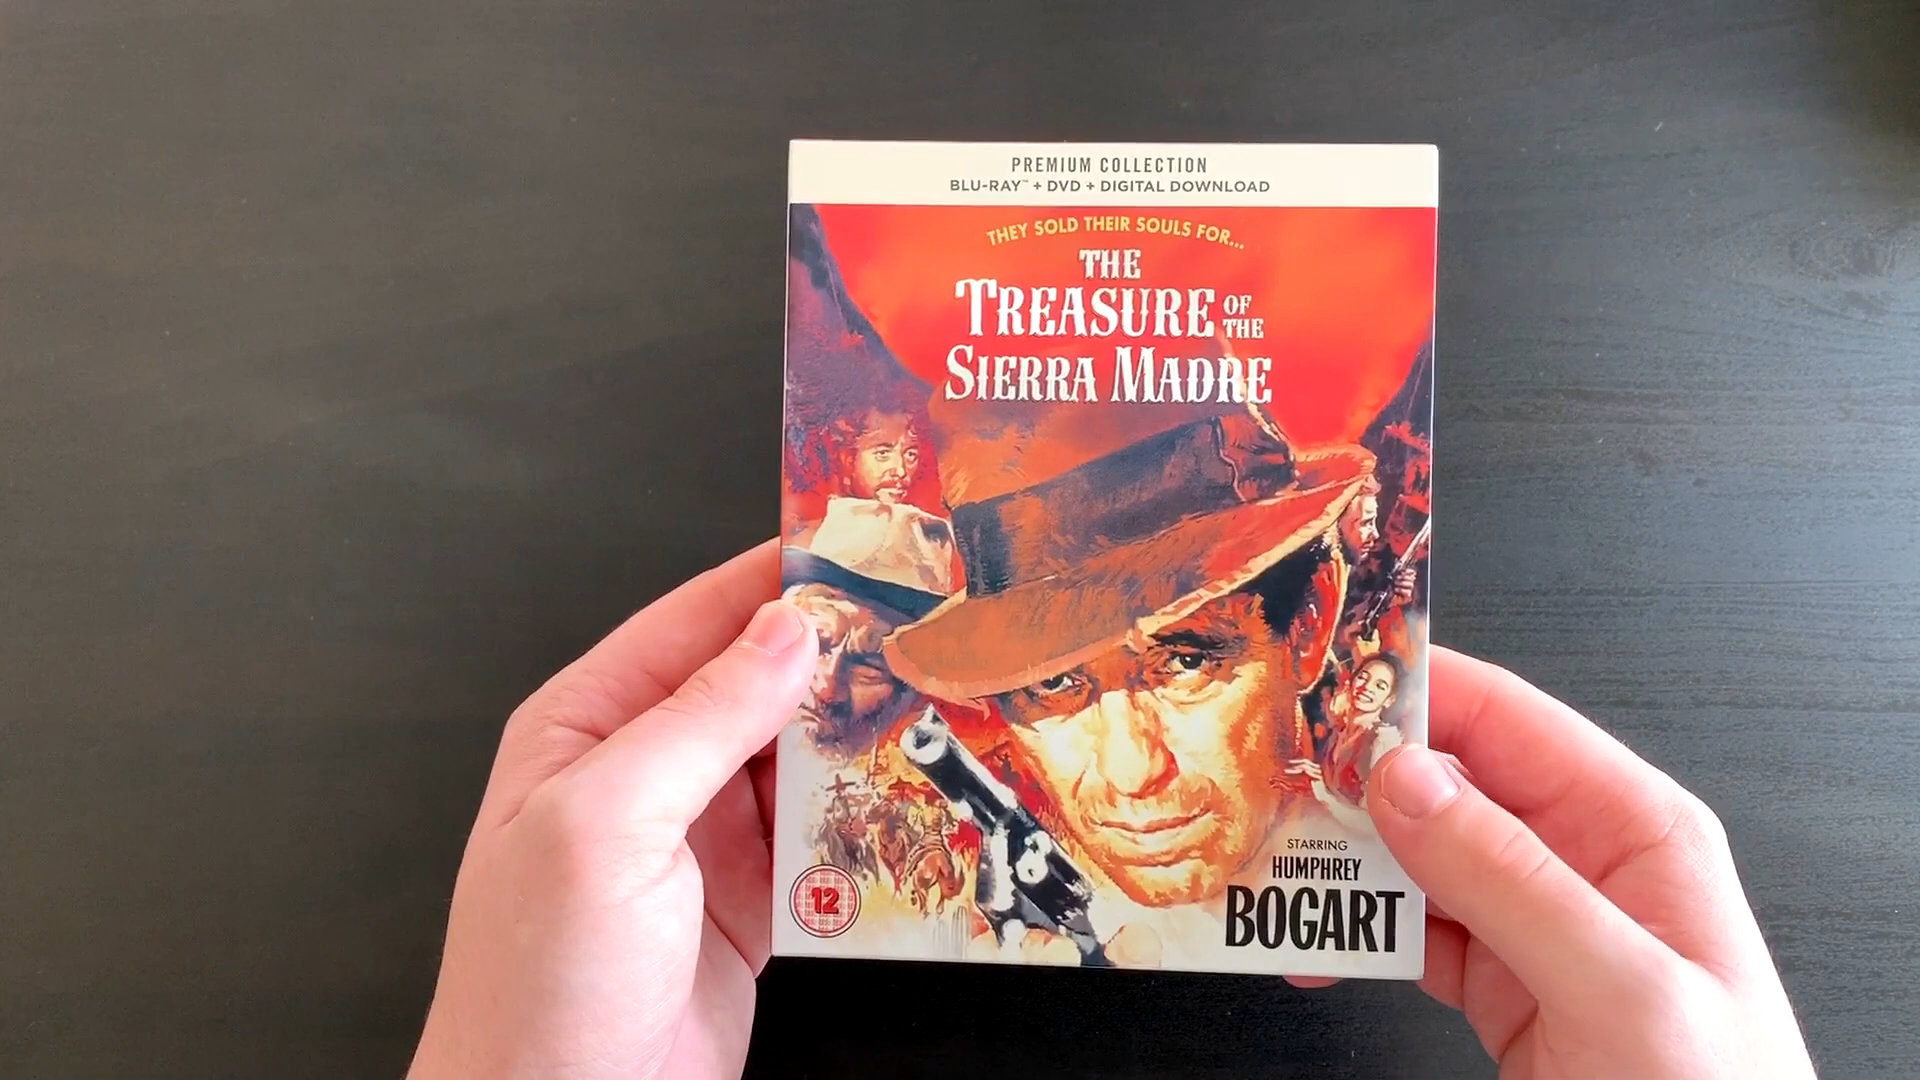 PREMIUM COLLECTION
BLU-RAY™ + DVD + DIGITAL DOWNLOAD
THEY SOLD THEIR SOULS FOR...
THE
TREASURE OF THE
SIERRA MADRE
STARRING
HUMPHREY
BOGART
12